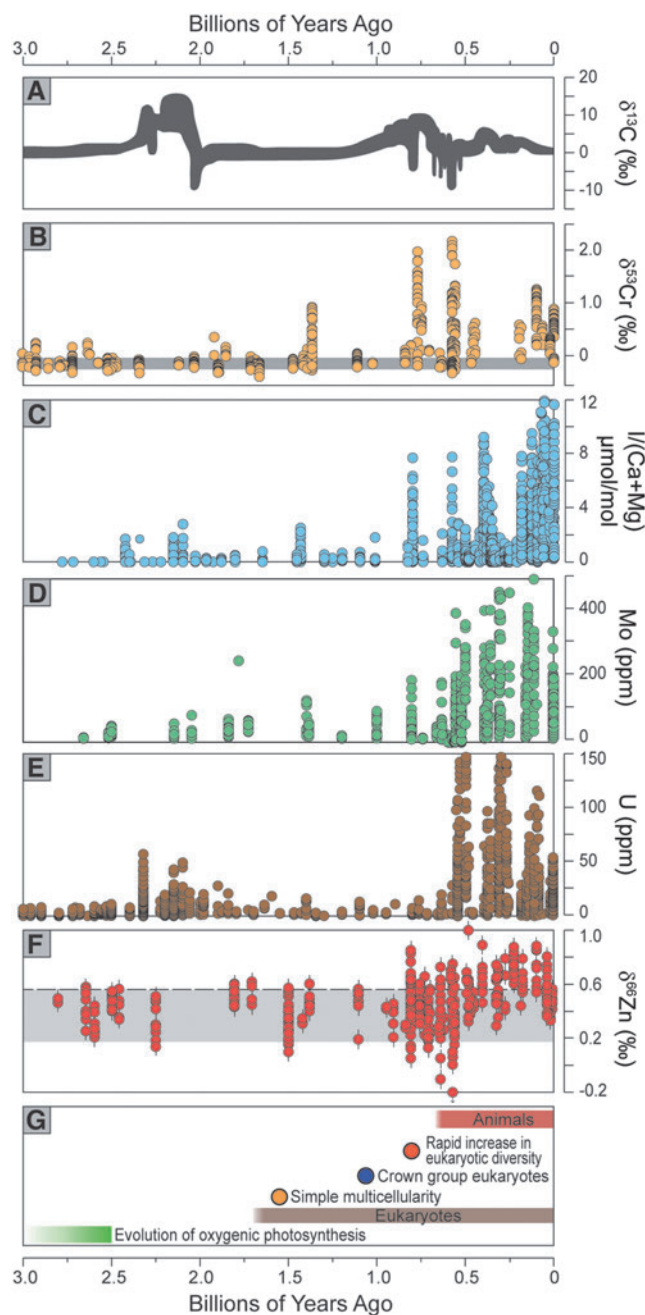 Billions of Years Ago
3.0 2.5 2.0 1.5 1.0 0.5 0
A
20
10
0
-10
δ13C (‰)
B
2.0
1.0
0
δ53Cr (‰)
C
12
8
4
0
I/(Ca+Mg)
μmol/mol
D
400
200
0
Mo (ppm)
E
150
100
50
0
U (ppm)
F
1.0
0.6
0.2
-0.2
δ66Zn (‰)
G
Animals
Rapid increase in
eukaryotic diversity
Crown group eukaryotes
Simple multicellularity
Eukaryotes
Evolution of oxygenic photosynthesis
3.0 2.5 2.0 1.5 1.0 0.5 0
Billions of Years Ago